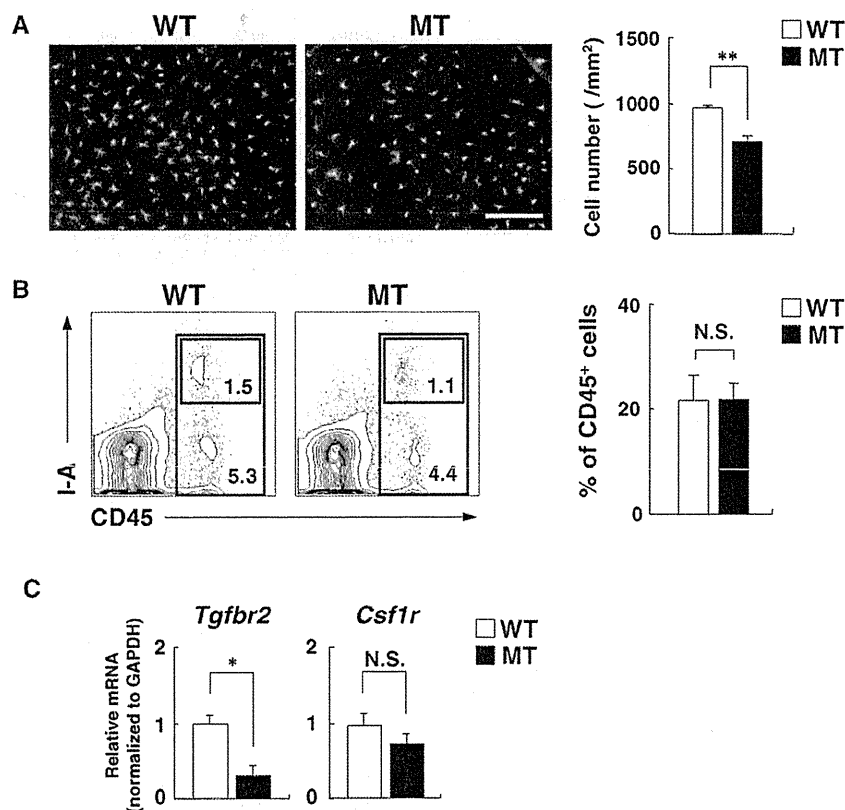 A
WT
MT
Cell number ( /mm²)
1500
1000
500
0
**
WT
MT
B
WT
MT
I-A
CD45
1.5
5.3
1.1
4.4
% of CD45⁺ cells
40
20
0
N.S.
WT
MT
C
Relative mRNA
(normalized to GAPDH)
Tgfbr2
2
1
0
*
Csf1r
2
1
0
N.S.
WT
MT